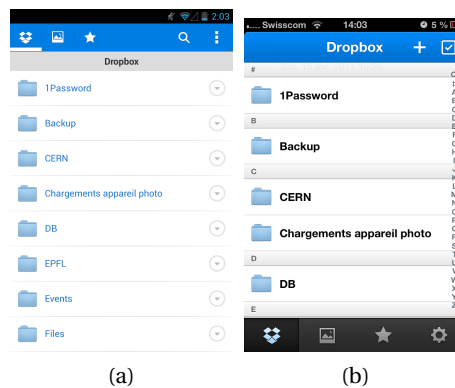 2:03
Dropbox
1Password
Backup
CERN
Chargements appareil photo
DB
EPFL
Events
Files
(a)
Swisscom 14:03 5 %
Dropbox
#
1Password
B
Backup
C
CERN
Chargements appareil photo
D
DB
E
(b)